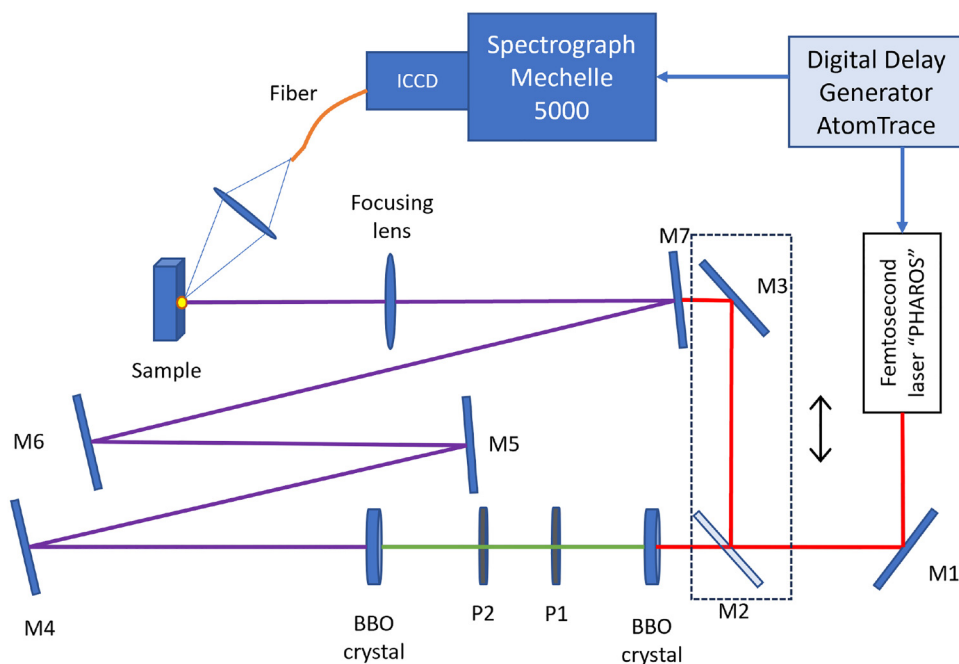 Spectrograph
Mechelle
5000
ICCD
Fiber
Digital Delay
Generator
AtomTrace
Focusing
lens
M7
M3
Femtosecond
laser “PHAROS”
Sample
M6
M5
M4
BBO
crystal
P2
P1
BBO
crystal
M2
M1